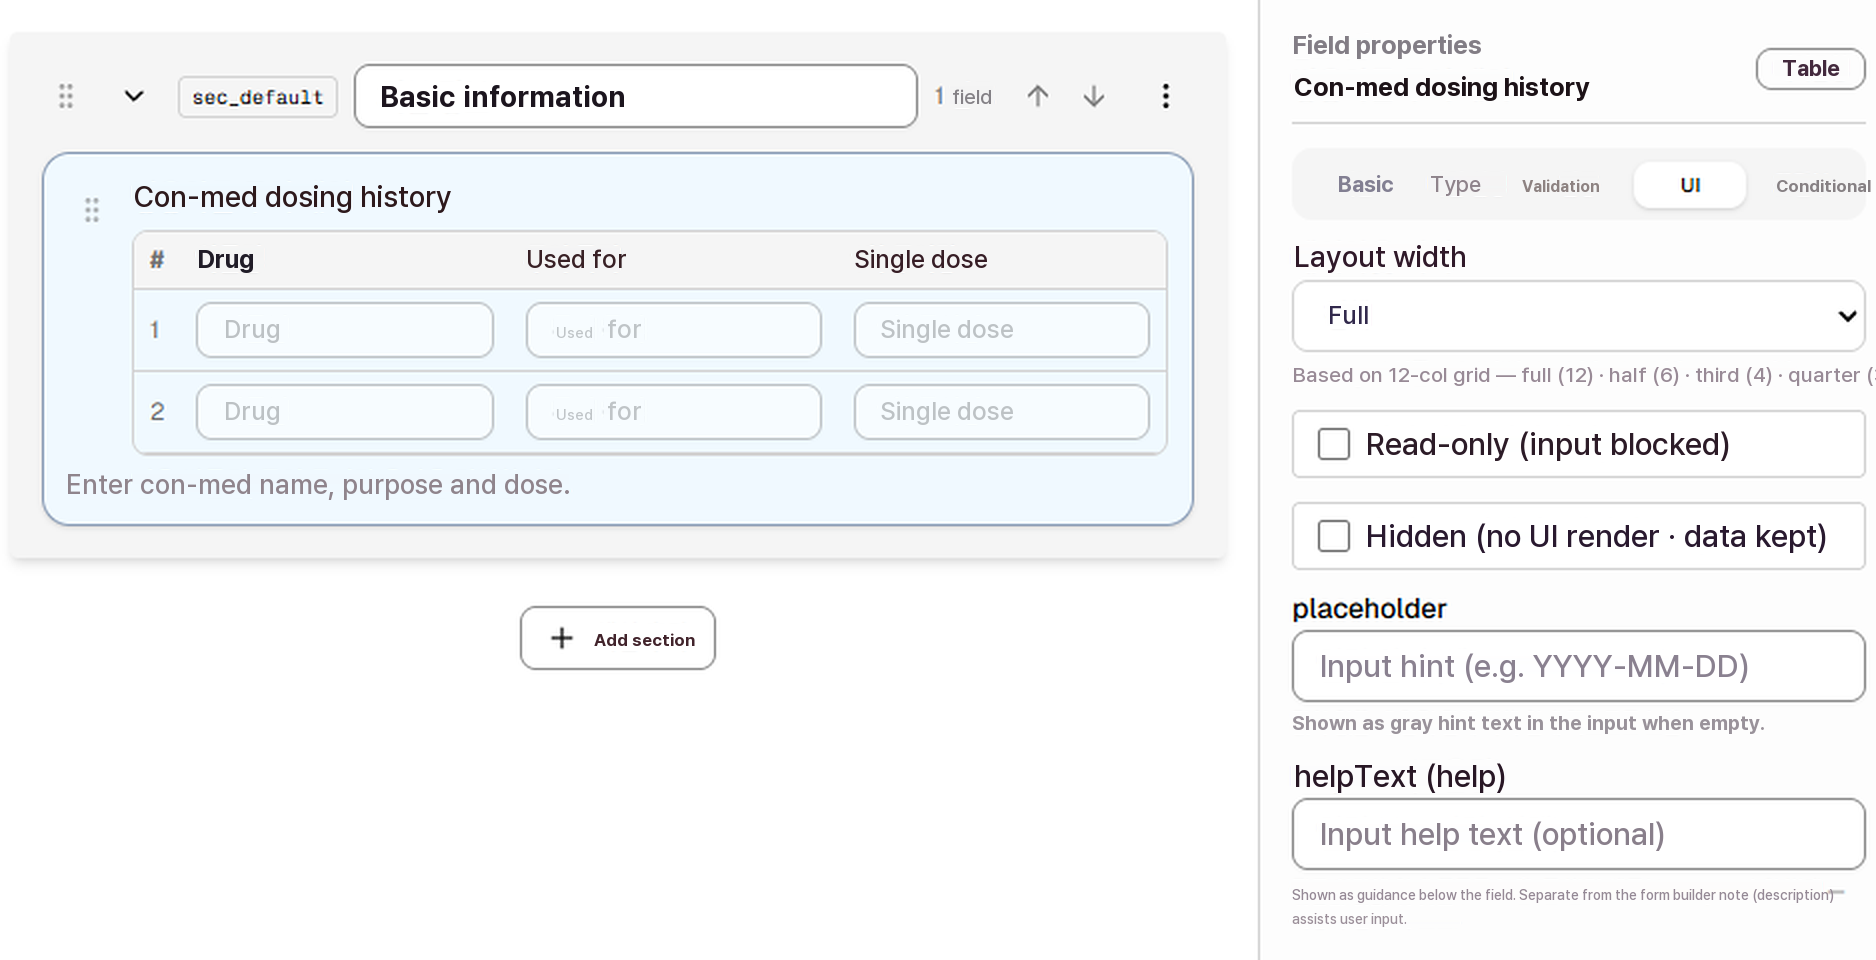 sec_default Basic information 1 field
Con-med dosing history
# Drug Used for Single dose
1 Drug Used for Single dose
2 Drug Used for Single dose
Enter con-med name, purpose and dose.
Add section
Field properties
Con-med dosing history
Table
Basic Type Validation UI Conditional
Layout width
Full
Based on 12-col grid — full (12) · half (6) · third (4) · quarter (
Read-only (input blocked)
Hidden (no UI render · data kept)
placeholder
Input hint (e.g. YYYY-MM-DD)
Shown as gray hint text in the input when empty.
helpText (help)
Input help text (optional)
Shown as guidance below the field. Separate from the form builder note (description)
assists user input.